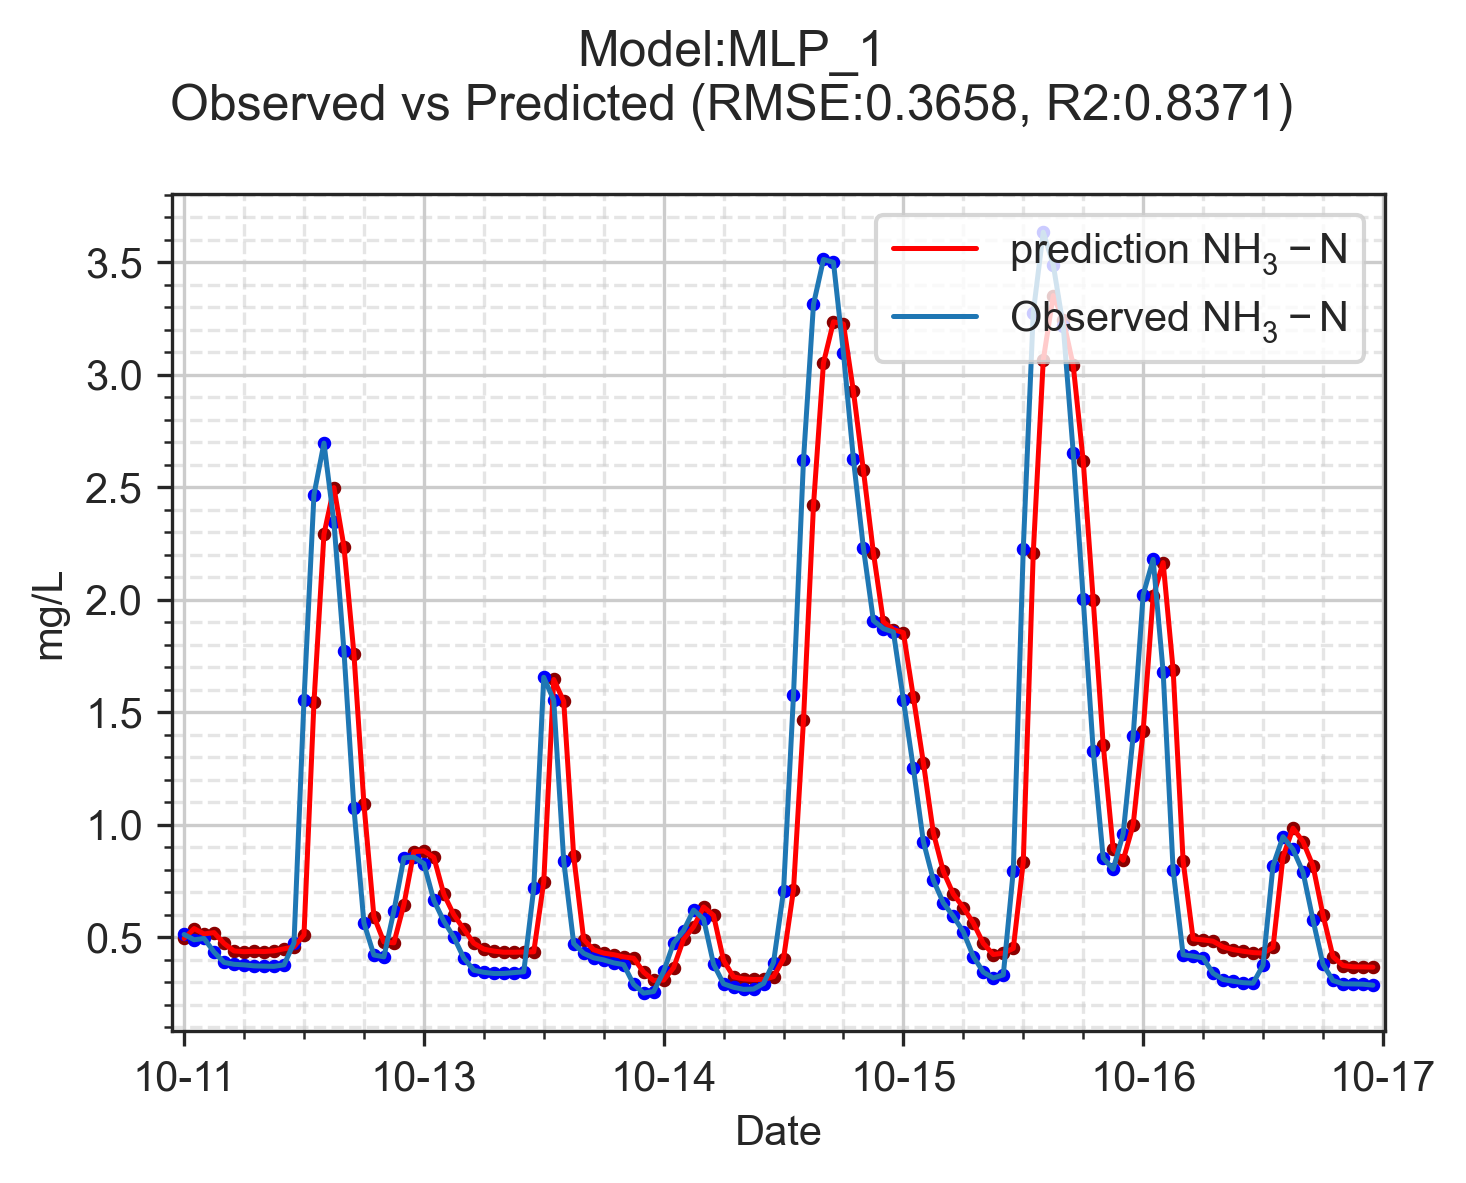 Model:MLP_1
Observed vs Predicted (RMSE:0.3658, R2:0.8371)
prediction NH₃ − N
Observed NH₃ − N
3.5
3.0
2.5
2.0
1.5
1.0
0.5
mg/L
10-11 10-13 10-14 10-15 10-16 10-17
Date